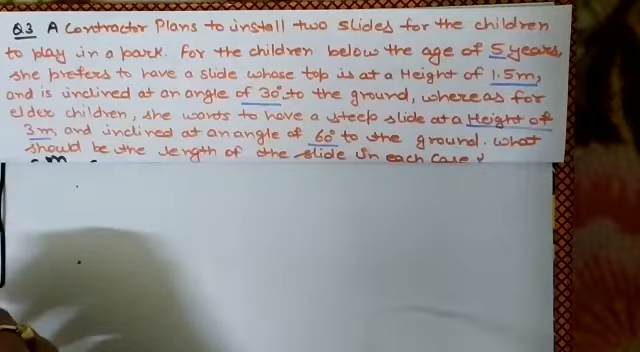 Q.3 A Contractor Plans to install two slides for the children
to play in a park. For the children below the age of 5 years,
she prefers to have a slide whose top is at a Height of 1.5m,
and is inclined at an angle of 30° to the ground, whereas for
elder children, she wants to have a steep slide at a Height of
3m, and inclined at an angle of 60° to the ground. what
should be the length of the slide in each case?